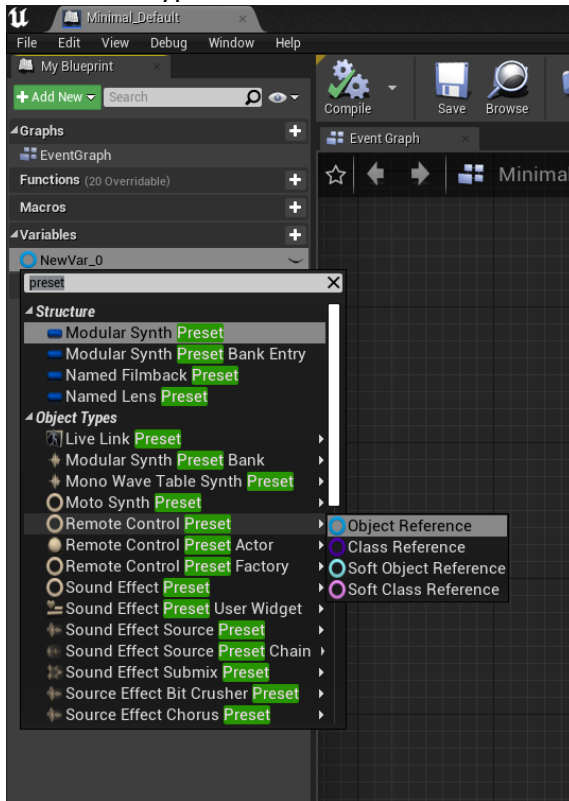 Minimal_Default
File Edit View Debug Window Help
My Blueprint
+ Add New Search
Compile Save Browse
Graphs
EventGraph
Functions (20 Overridable)
Macros
Variables
NewVar_0
Event Graph
Minima
preset
Structure
Modular Synth Preset
Modular Synth Preset Bank Entry
Named Filmback Preset
Named Lens Preset
Object Types
Live Link Preset
Modular Synth Preset Bank
Mono Wave Table Synth Preset
Moto Synth Preset
Remote Control Preset
Remote Control Preset Actor
Remote Control Preset Factory
Sound Effect Preset
Sound Effect Preset User Widget
Sound Effect Source Preset
Sound Effect Source Preset Chain
Sound Effect Submix Preset
Source Effect Bit Crusher Preset
Source Effect Chorus Preset
Object Reference
Class Reference
Soft Object Reference
Soft Class Reference